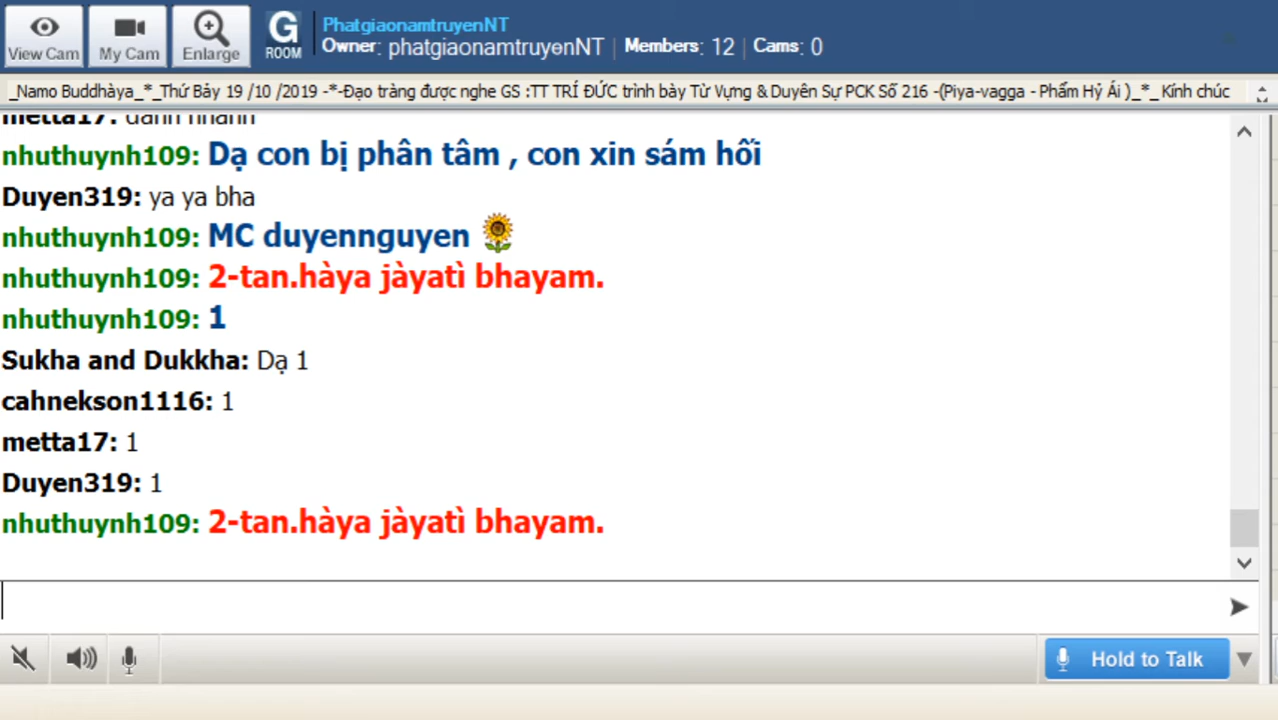 View Cam
My Cam
Enlarge
G
ROOM
PhatgiaonamtruyenNT
Owner: phatgiaonamtruyenNT | Members: 12 | Cams: 0
_Namo Buddhàya_*_Thứ Bảy 19 /10 /2019 -*-Đạo tràng được nghe GS :TT TRÍ ĐỨC trình bày Từ Vựng & Duyên Sự PCK Số 216 -(Piya-vagga - Phẩm Hỷ Ái )_*_ Kính chúc
metta17: danh nhanh
nhuthuynh109: Dạ con bị phân tâm , con xin sám hối
Duyen319: ya ya bha
nhuthuynh109: MC duyennguyen
nhuthuynh109: 2-tan.hàya jàyatì bhayam.
nhuthuynh109: 1
Sukha and Dukkha: Dạ 1
cahnekson1116: 1
metta17: 1
Duyen319: 1
nhuthuynh109: 2-tan.hàya jàyatì bhayam.
Hold to Talk